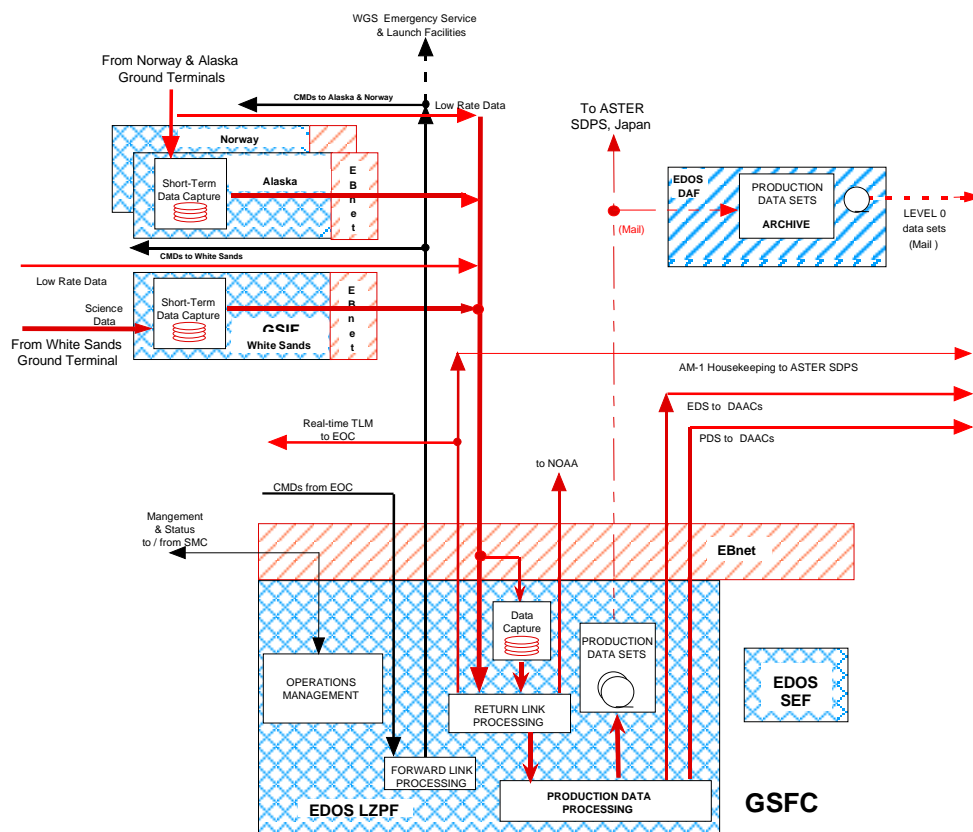 WGS Emergency Service
& Launch Facilities
From Norway & Alaska
Ground Terminals
CMDs to Alaska & Norway
Low Rate Data
To ASTER
SDPS, Japan
Norway
Alaska
Short-Term
Data Capture
E
B
n
e
t
EDOS
DAF
PRODUCTION
DATA SETS
ARCHIVE
LEVEL 0
data sets
(Mail )
(Mail)
CMDs to White Sands
Low Rate Data
Science
Data
Short-Term
Data Capture
GSIF
White Sands
E
B
n
e
t
From White Sands
Ground Terminal
AM-1 Housekeeping to ASTER SDPS
EDS to DAACs
PDS to DAACs
Real-time TLM
to EOC
to NOAA
CMDs from EOC
Mangement
& Status
to / from SMC
EBnet
Data
Capture
PRODUCTION
DATA SETS
OPERATIONS
MANAGEMENT
RETURN LINK
PROCESSING
EDOS
SEF
FORWARD LINK
PROCESSING
PRODUCTION DATA
PROCESSING
EDOS LZPF
GSFC